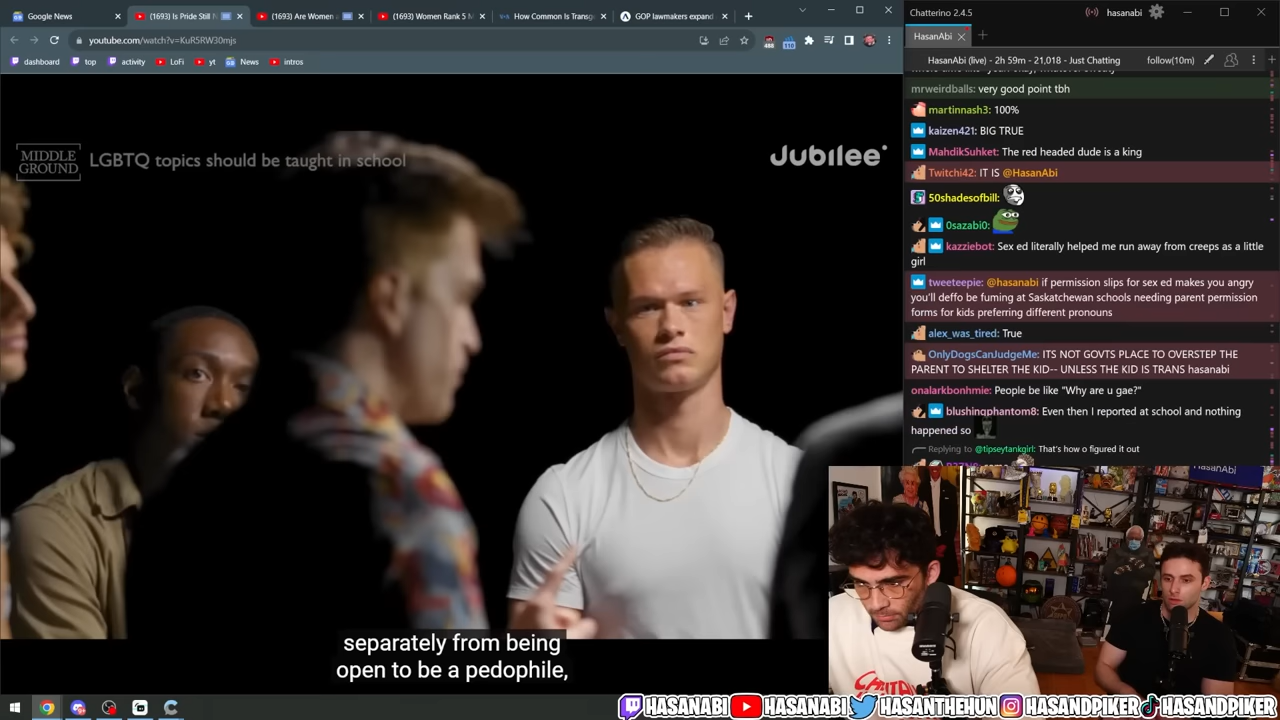 Google News
(1693) Is Pride Still
(1693) Are Women
(1693) Women Rank 5 M
How Common Is Transg
GOP lawmakers expand
youtube.com/watch?v=KuR5RW30mjs
dashboard
top
activity
LoFi
yt
News
intros
MIDDLE
GROUND
LGBTQ topics should be taught in school
Jubilee
separately from being
open to be a pedophile,
Chatterino 2.4.5
hasanabi
HasanAbi
HasanAbi (live) - 2h 59m - 21,018 - Just Chatting
follow(10m)
mrweirdballs: very good point tbh
martinnash3: 100%
kaizen421: BIG TRUE
MahdikSuhket: The red headed dude is a king
Twitchi42: IT IS @HasanAbi
50shadesofbill:
0sazabi0:
kazziebot: Sex ed literally helped me run away from creeps as a little
girl
tweeteepie: @hasanabi if permission slips for sex ed makes you angry
you'll deffo be fuming at Saskatchewan schools needing parent permission
forms for kids preferring different pronouns
alex_was_tired: True
OnlyDogsCanJudgeMe: ITS NOT GOVTS PLACE TO OVERSTEP THE
PARENT TO SHELTER THE KID-- UNLESS THE KID IS TRANS hasanabi
onalarkbonhmie: People be like "Why are u gae?"
blushingphantom8: Even then I reported at school and nothing
happened so
Replying to @tipseytankgirl: That's how o figured it out
HasanAbi
HASANABI
HASANABI
HASANTHEHUN
HASANDPIKER
HASANDPIKER